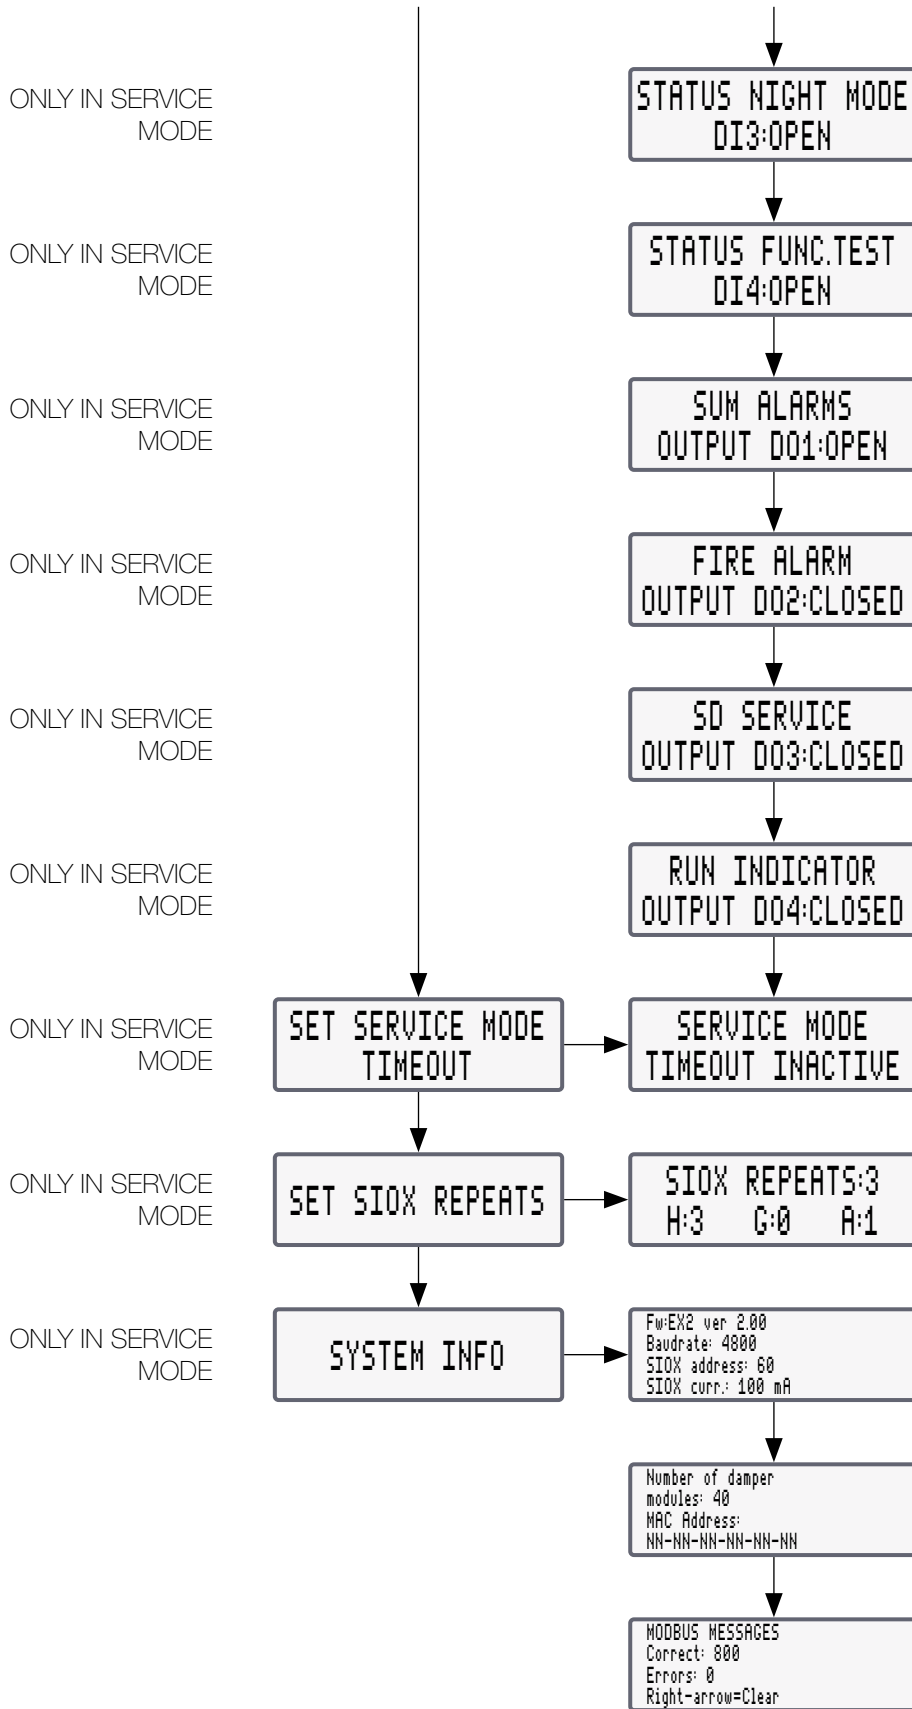 ONLY IN SERVICE
MODE
STATUS NIGHT MODE
DI3:OPEN
ONLY IN SERVICE
MODE
STATUS FUNC.TEST
DI4:OPEN
ONLY IN SERVICE
MODE
SUM ALARMS
OUTPUT DO1:OPEN
ONLY IN SERVICE
MODE
FIRE ALARM
OUTPUT DO2:CLOSED
ONLY IN SERVICE
MODE
SD SERVICE
OUTPUT DO3:CLOSED
ONLY IN SERVICE
MODE
RUN INDICATOR
OUTPUT DO4:CLOSED
ONLY IN SERVICE
MODE
SET SERVICE MODE
TIMEOUT
SERVICE MODE
TIMEOUT INACTIVE
ONLY IN SERVICE
MODE
SET SIOX REPEATS
SIOX REPEATS:3
H:3 G:0 A:1
ONLY IN SERVICE
MODE
SYSTEM INFO
Fw:EX2 ver 2.00
Baudrate: 4800
SIOX address: 60
SIOX curr.: 100 mA
Number of damper
modules: 40
MAC Address:
NN-NN-NN-NN-NN-NN
MODBUS MESSAGES
Correct: 800
Errors: 0
Right-arrow=Clear